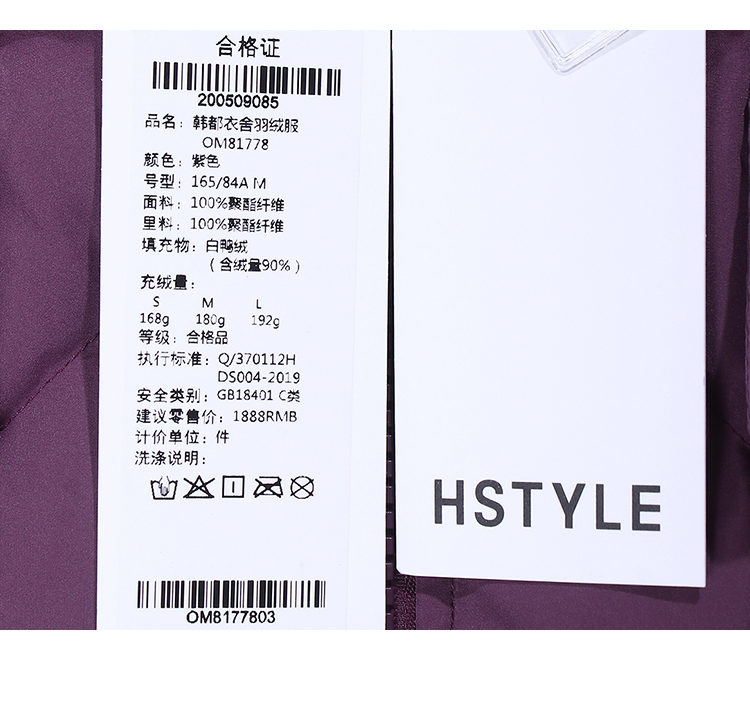 合格证
200509085
品名：韩都衣舍羽绒服
OM81778
颜色：紫色
号型：165/84A M
面料：100%聚酯纤维
里料：100%聚酯纤维
填充物：白鸭绒
（含绒量90%）
充绒量：
S M L
168g 180g 192g
等级：合格品
执行标准：Q/370112H
DS004-2019
安全类别：GB18401 C类
建议零售价：1888RMB
计价单位：件
洗涤说明：
OM8177803
HSTYLE